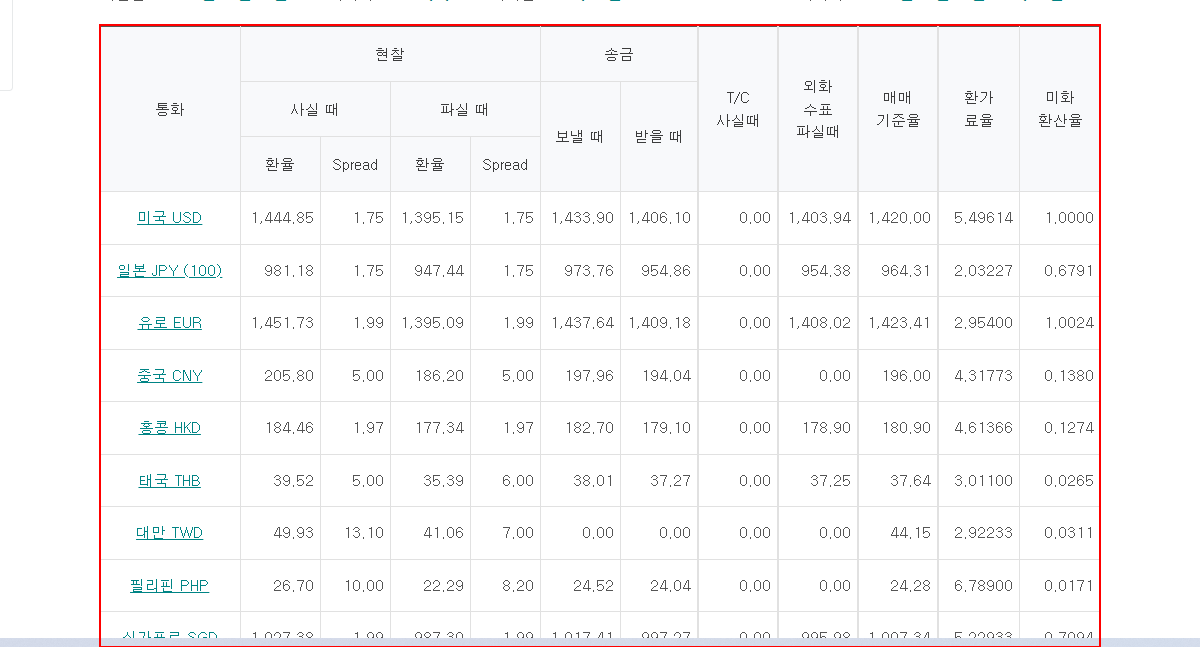 현찰 송금
통화 사실 때 파실 때 보낼 때 받을 때 T/C 사실때 외화 수표 파실때 매매 기준율 환가 료율 미화 환산율
환율 Spread 환율 Spread
미국 USD 1,444.85 1.75 1,395.15 1.75 1,433.90 1,406.10 0.00 1,403.94 1,420.00 5.49614 1.0000
일본 JPY (100) 981.18 1.75 947.44 1.75 973.76 954.86 0.00 954.38 964.31 2.03227 0.6791
유로 EUR 1,451.73 1.99 1,395.09 1.99 1,437.64 1,409.18 0.00 1,408.02 1,423.41 2.95400 1.0024
중국 CNY 205.80 5.00 186.20 5.00 197.96 194.04 0.00 0.00 196.00 4.31773 0.1380
홍콩 HKD 184.46 1.97 177.34 1.97 182.70 179.10 0.00 178.90 180.90 4.61366 0.1274
태국 THB 39.52 5.00 35.39 6.00 38.01 37.27 0.00 37.25 37.64 3.01100 0.0265
대만 TWD 49.93 13.10 41.06 7.00 0.00 0.00 0.00 0.00 44.15 2.92233 0.0311
필리핀 PHP 26.70 10.00 22.29 8.20 24.52 24.04 0.00 0.00 24.28 6.78900 0.0171
싱가포르 SGD 1,027.38 1.99 987.30 1.99 1,017.41 997.27 0.00 995.98 1,007.34 5.22933 0.7094